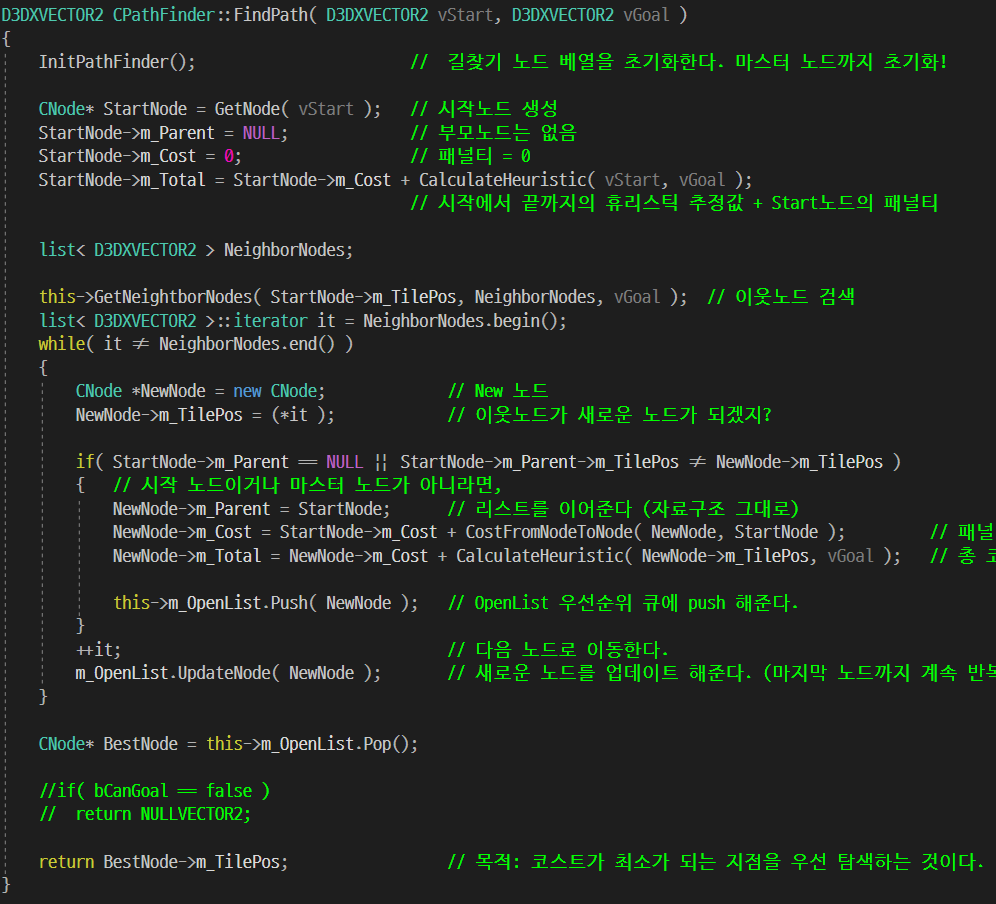 D3DXVECTOR2 CPathFinder::FindPath( D3DXVECTOR2 vStart, D3DXVECTOR2 vGoal )
{
    InitPathFinder();                       //  길찾기 노드 베열을 초기화한다. 마스터 노드까지 초기화!
    CNode* StartNode = GetNode( vStart );   // 시작노드 생성
    StartNode->m_Parent = NULL;             // 부모노드는 없음
    StartNode->m_Cost = 0;                  // 패널티 = 0
    StartNode->m_Total = StartNode->m_Cost + CalculateHeuristic( vStart, vGoal );
                                            // 시작에서 끝까지의 휴리스틱 추정값 + Start노드의 패널티
    list< D3DXVECTOR2 > NeighborNodes;
    this->GetNeightborNodes( StartNode->m_TilePos, NeighborNodes, vGoal );  // 이웃노드 검색
    list< D3DXVECTOR2 >::iterator it = NeighborNodes.begin();
    while( it != NeighborNodes.end() )
    {
        CNode *NewNode = new CNode;             // New 노드
        NewNode->m_TilePos = (*it );            // 이웃노드가 새로운 노드가 되겠지?
        if( StartNode->m_Parent == NULL || StartNode->m_Parent->m_TilePos != NewNode->m_TilePos )
        {   // 시작 노드이거나 마스터 노드가 아니라면,
            NewNode->m_Parent = StartNode;      // 리스트를 이어준다 (자료구조 그대로)
            NewNode->m_Cost = StartNode->m_Cost + CostFromNodeToNode( NewNode, StartNode );         // 패널
            NewNode->m_Total = NewNode->m_Cost + CalculateHeuristic( NewNode->m_TilePos, vGoal );   // 총
            this->m_OpenList.Push( NewNode );   // OpenList 우선순위 큐에 push 해준다.
        }
        ++it;                                   // 다음 노드로 이동한다.
        m_OpenList.UpdateNode( NewNode );       // 새로운 노드를 업데이트 해준다. (마지막 노드까지 계속 반복
    }
    CNode* BestNode = this->m_OpenList.Pop();
    //if( bCanGoal == false )
    //  return NULLVECTOR2;
    return BestNode->m_TilePos;                 // 목적: 코스트가 최소가 되는 지점을 우선 탐색하는 것이다.
}